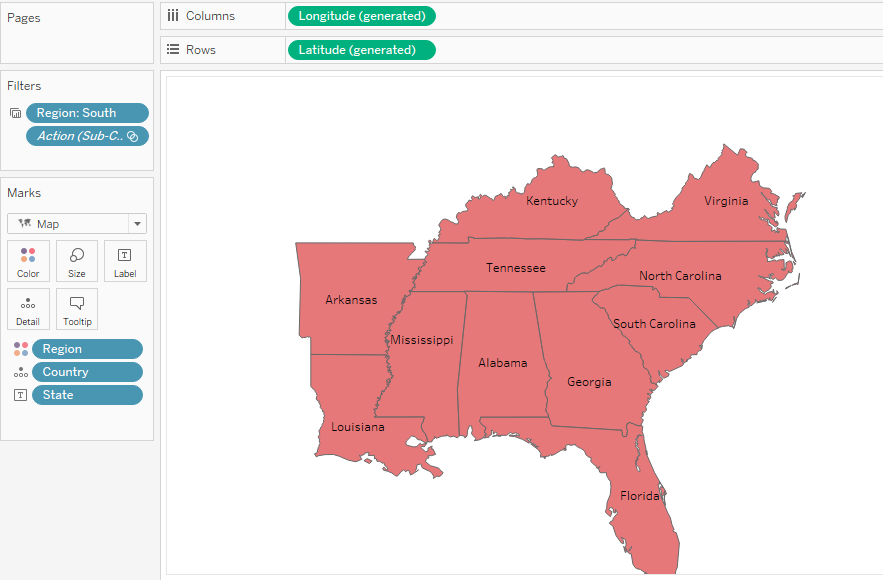 Pages
Columns
Longitude (generated)
Rows
Latitude (generated)
Filters
Region: South
Action (Sub-C..
Marks
Map
Color
Size
Label
Detail
Tooltip
Region
Country
State
Kentucky
Virginia
Tennessee
North Carolina
Arkansas
South Carolina
Mississippi
Alabama
Georgia
Louisiana
Florida